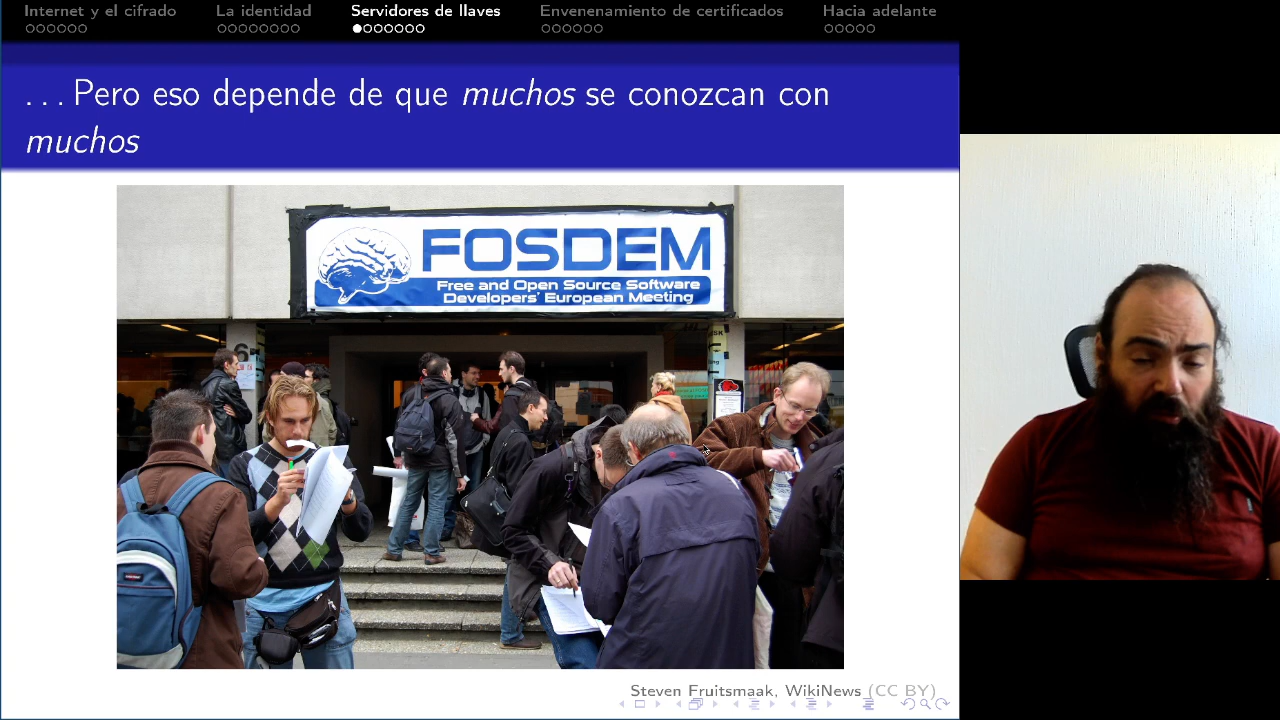 Internet y el cifrado La identidad Servidores de llaves Envenenamiento de certificados Hacia adelante
. . . Pero eso depende de que muchos se conozcan con
muchos
FOSDEM
Free and Open Source Software
Developers' European Meeting
6
Steven Fruitsmaak, WikiNews (CC BY)